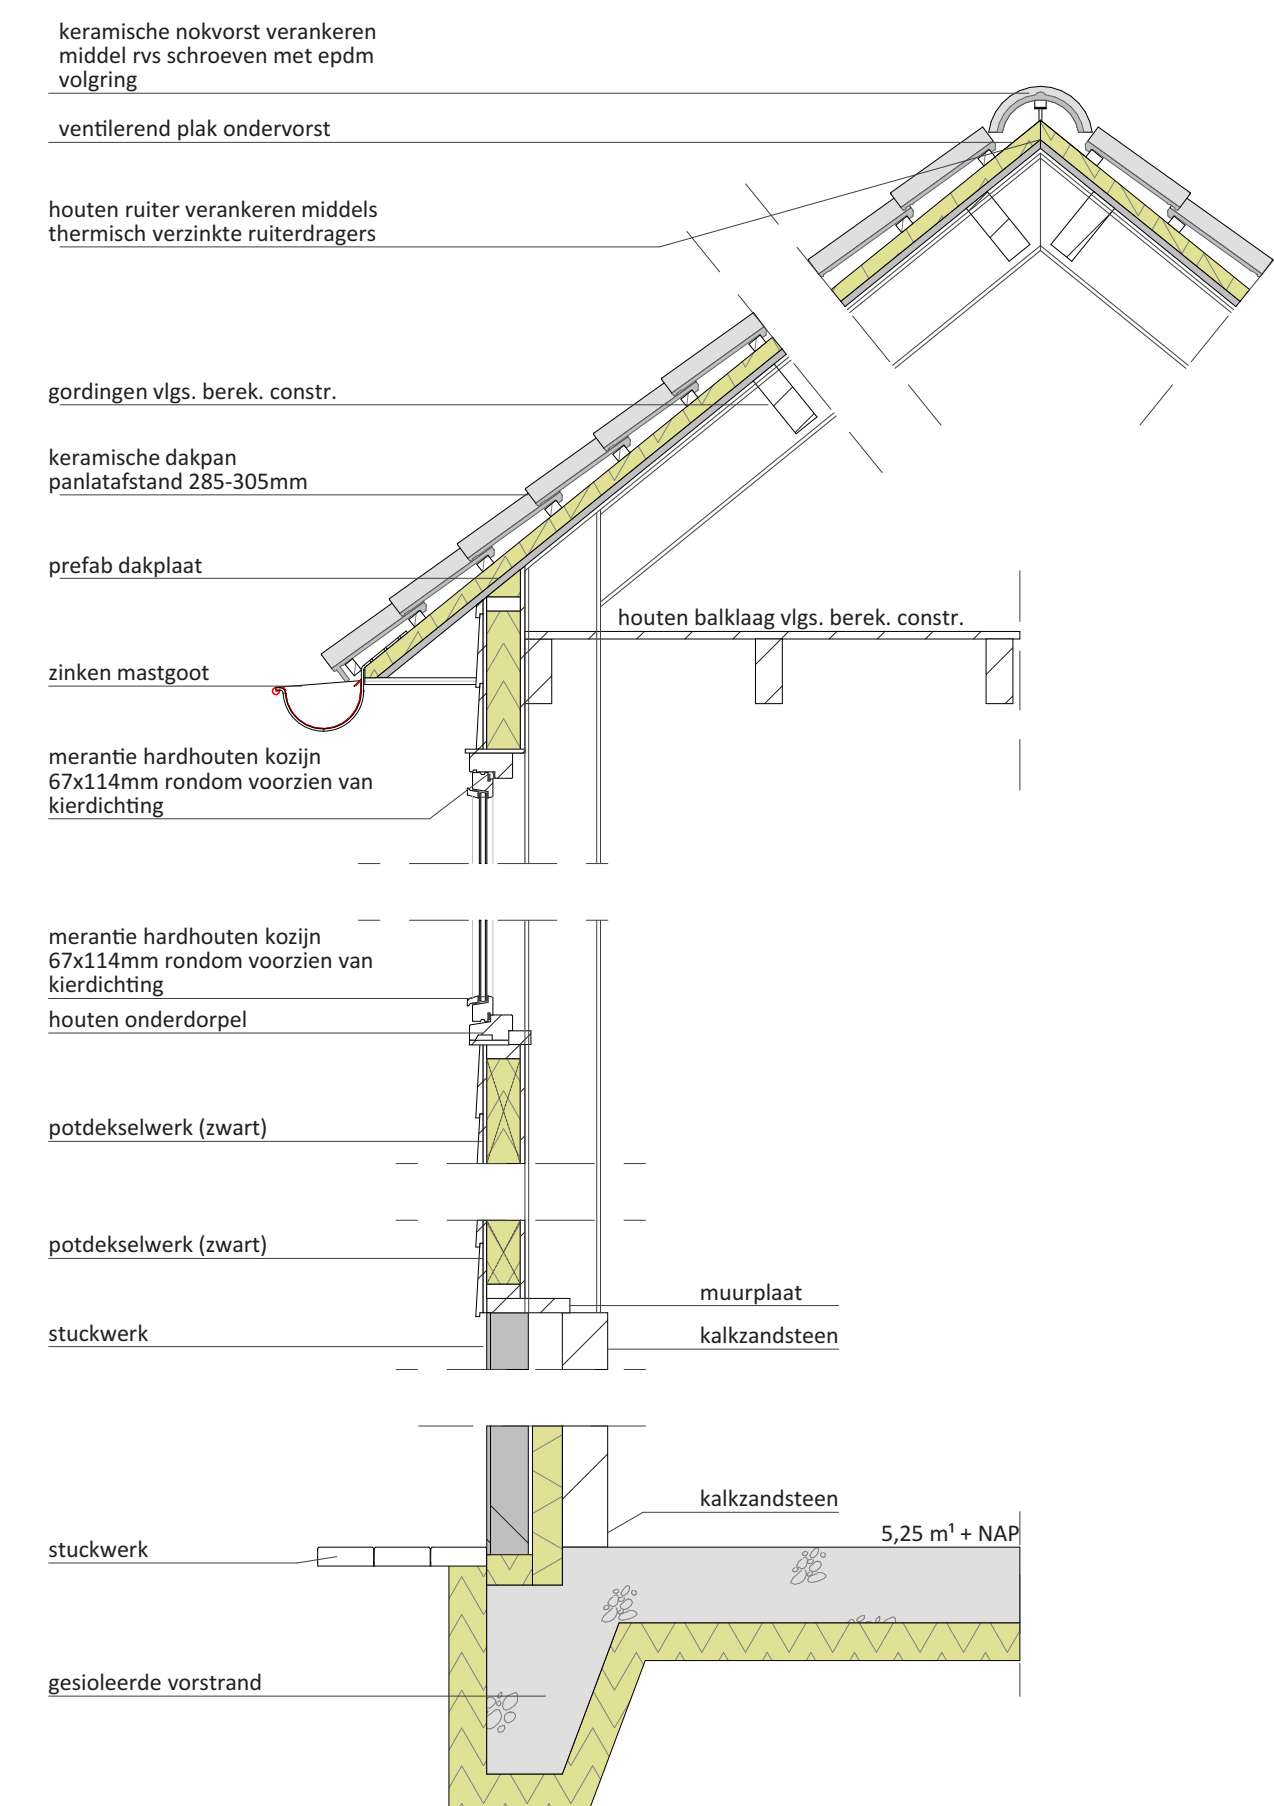 keramische nokvorst verankeren
middel rvs schroeven met epdm
volgring
ventilerend plak ondervorst
houten ruiter verankeren middels
thermisch verzinkte ruiterdragers
gordingen vlgs. berek. constr.
keramische dakpan
panlatafstand 285-305mm
prefab dakplaat
houten balklaag vlgs. berek. constr.
zinken mastgoot
merantie hardhouten kozijn
67x114mm rondom voorzien van
kierdichting
merantie hardhouten kozijn
67x114mm rondom voorzien van
kierdichting
houten onderdorpel
potdekselwerk (zwart)
potdekselwerk (zwart)
muurplaat
stuckwerk
kalkzandsteen
kalkzandsteen
5,25 m¹ + NAP
stuckwerk
gesioleerde vorstrand